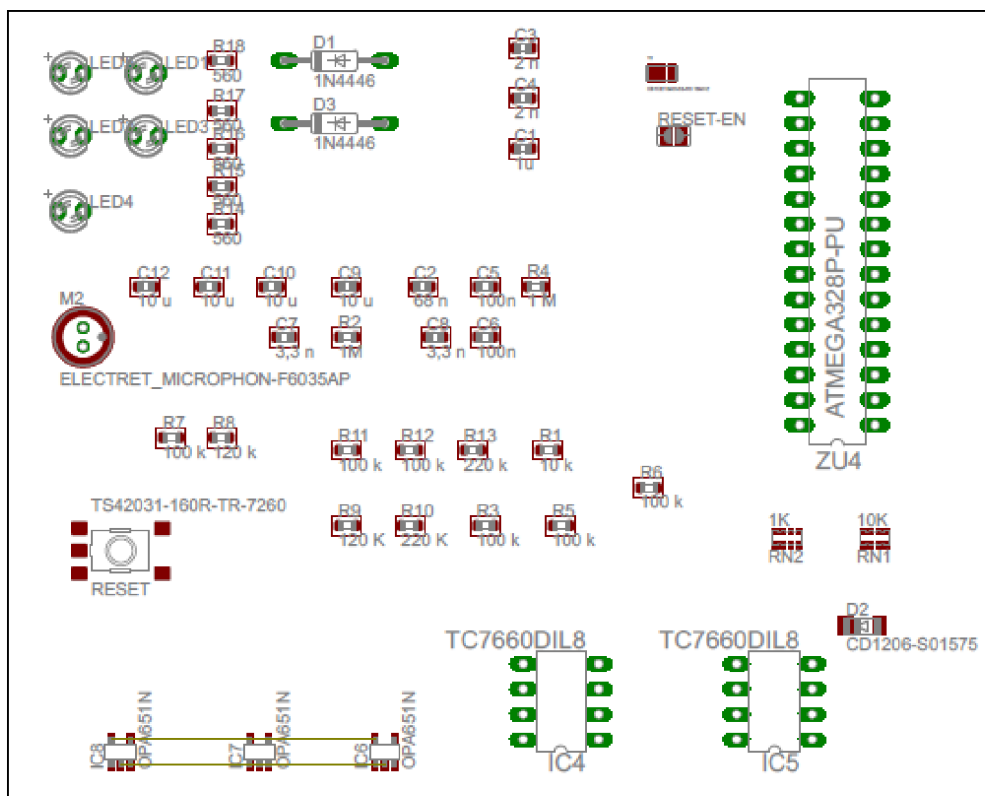 R18
560
R17
560
R16
560
R15
560
R14
560
LED1
LED3
LED4
D1
1N4446
D3
1N4446
C3
2 n
C4
2 n
C1
1u
RESET-EN
ATMEGA328P-PU
ZU4
C12
10 u
C11
10 u
C10
10 u
C9
10 u
C2
68 n
C5
100n
R4
1 M
M2
C7
3,3 n
R2
1M
C8
3,3 n
C6
100n
ELECTRET_MICROPHON-F6035AP
R7
100 k
R8
120 k
R11
100 k
R12
100 k
R13
220 k
R1
10 k
R6
100 k
TS42031-160R-TR-7260
RESET
R9
120 K
R10
220 K
R3
100 k
R5
100 k
1K
RN2
10K
RN1
D2
CD1206-S01575
TC7660DIL8
IC4
TC7660DIL8
IC5
IC8
OPA651N
IC7
OPA651N
IC6
OPA651N